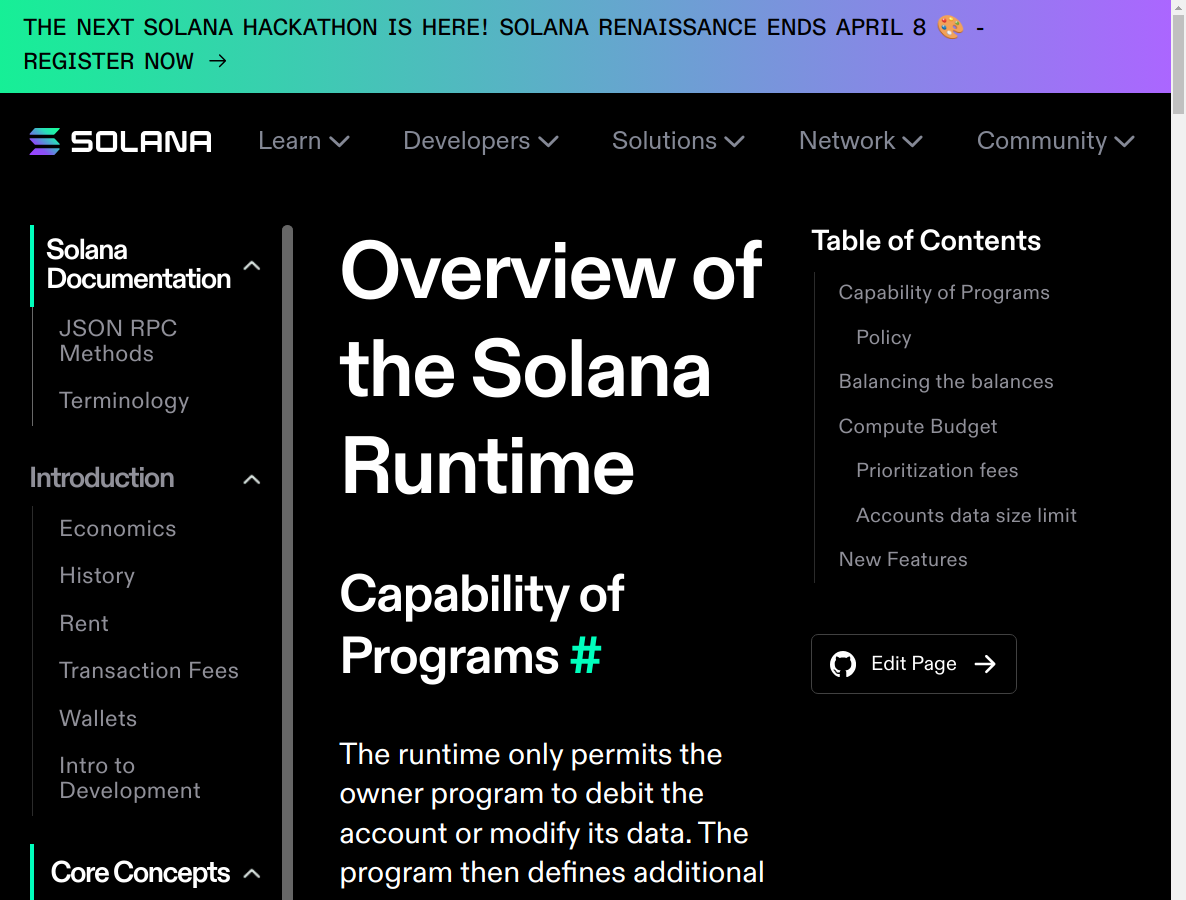 THE NEXT SOLANA HACKATHON IS HERE! SOLANA RENAISSANCE ENDS APRIL 8 🎨 -
REGISTER NOW →
SOLANA
Learn
Developers
Solutions
Network
Community
Solana
Documentation
JSON RPC
Methods
Terminology
Introduction
Economics
History
Rent
Transaction Fees
Wallets
Intro to
Development
Core Concepts
Overview of
the Solana
Runtime
Capability of
Programs #
The runtime only permits the
owner program to debit the
account or modify its data. The
program then defines additional
Table of Contents
Capability of Programs
Policy
Balancing the balances
Compute Budget
Prioritization fees
Accounts data size limit
New Features
Edit Page →